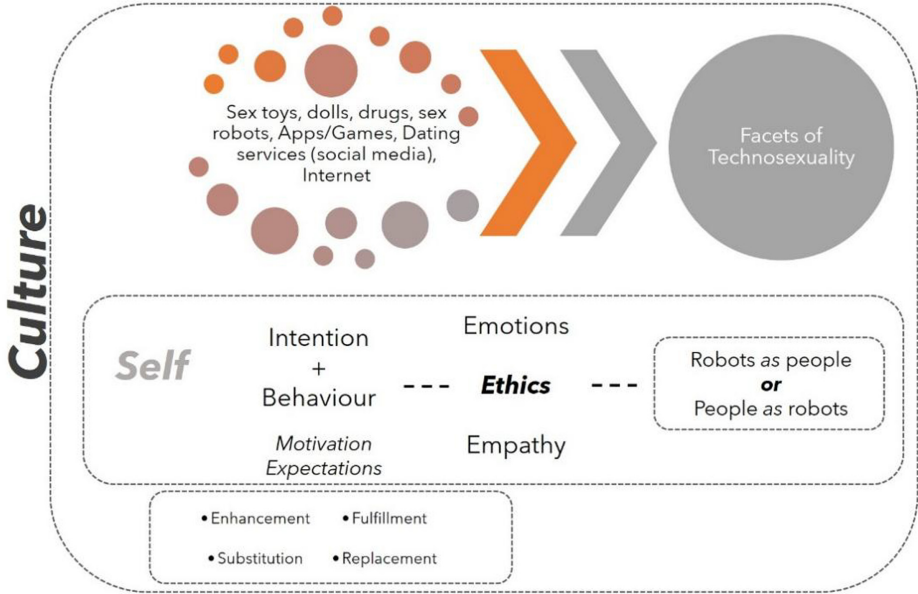 Culture
Sex toys, dolls, drugs, sex
robots, Apps/Games, Dating
services (social media),
Internet
Facets of
Technosexuality
Self
Intention
+
Behaviour
Motivation
Expectations
Emotions
--- Ethics ---
Empathy
Robots as people
or
People as robots
• Enhancement • Fulfillment
• Substitution • Replacement